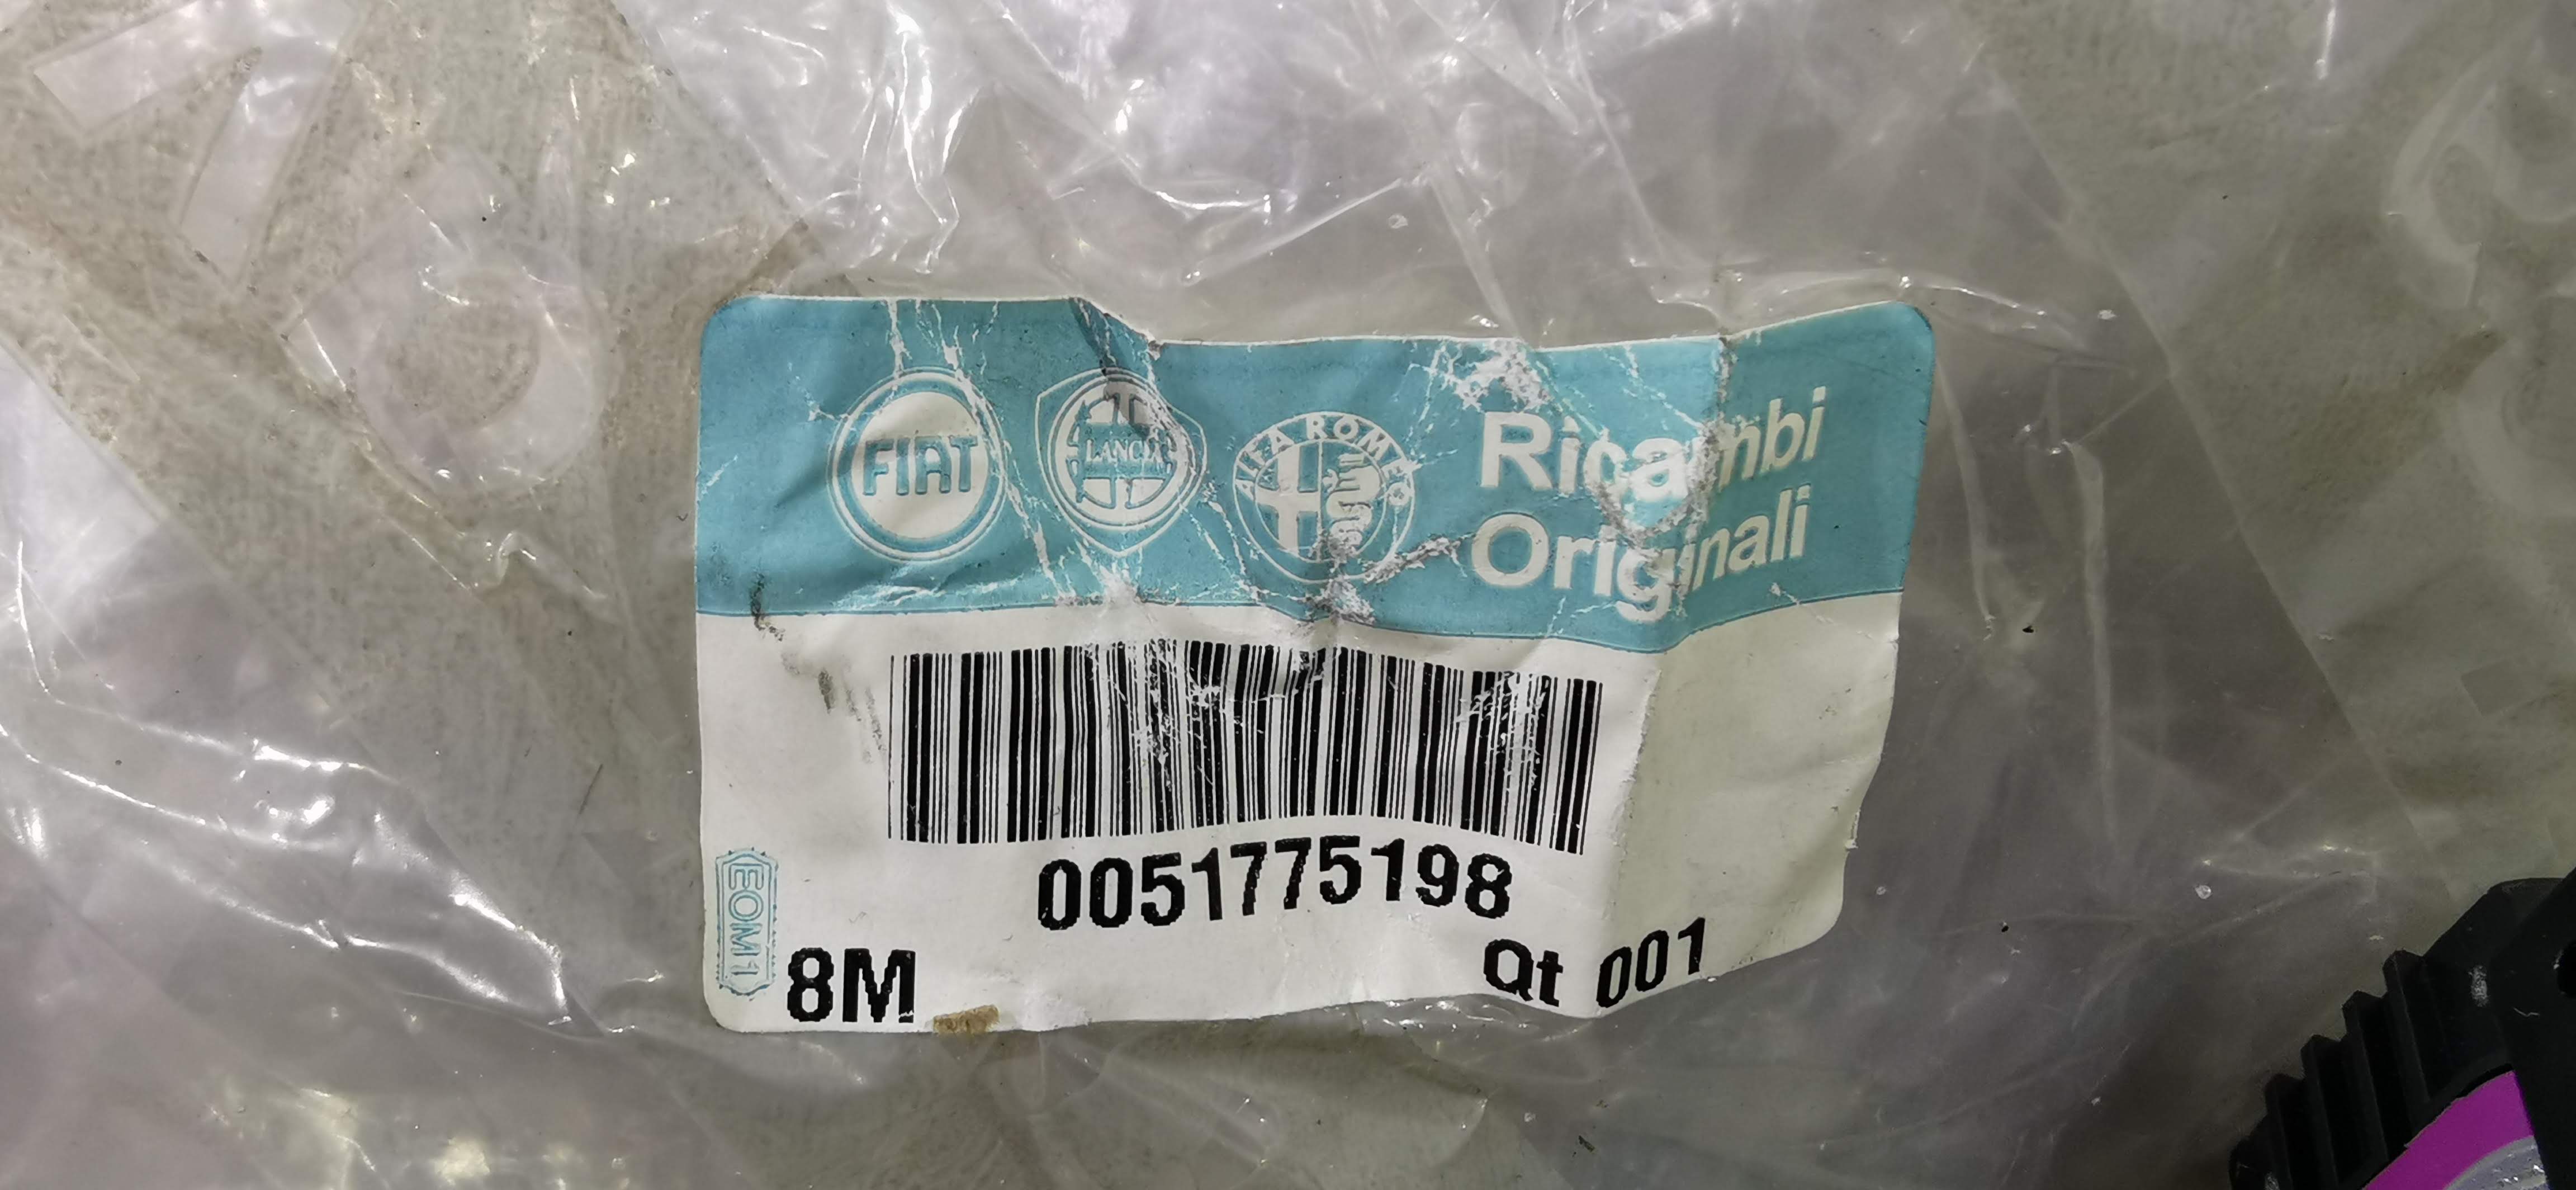 FIAT
LANCIA
ALFA ROMEO
Ricambi
Originali
0051775198
EOM1
8M
Qt 001